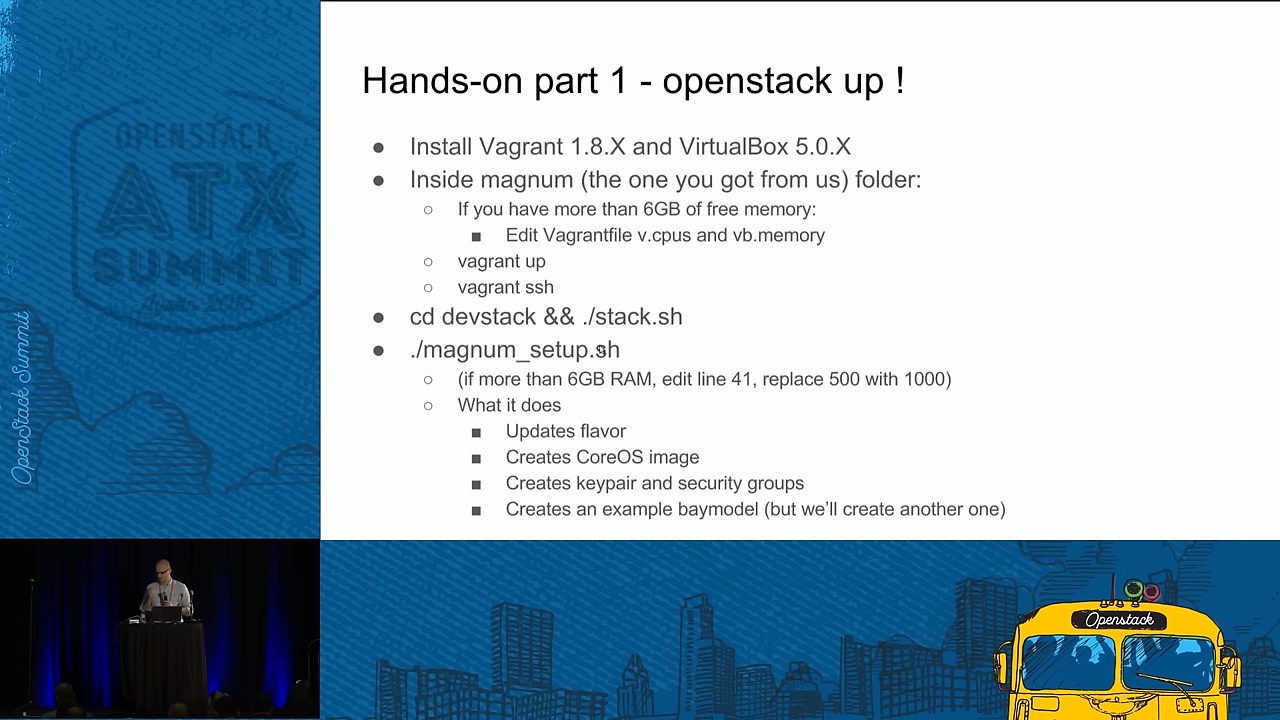 Hands-on part 1 - openstack up !
● Install Vagrant 1.8.X and VirtualBox 5.0.X
● Inside magnum (the one you got from us) folder:
○ If you have more than 6GB of free memory:
■ Edit Vagrantfile v.cpus and vb.memory
○ vagrant up
○ vagrant ssh
● cd devstack && ./stack.sh
● ./magnum_setup.sh
○ (if more than 6GB RAM, edit line 41, replace 500 with 1000)
○ What it does
■ Updates flavor
■ Creates CoreOS image
■ Creates keypair and security groups
■ Creates an example baymodel (but we’ll create another one)
OPENSTACK
ATX
SUMMIT
Austin 2016
OpenStack Summit
Openstack